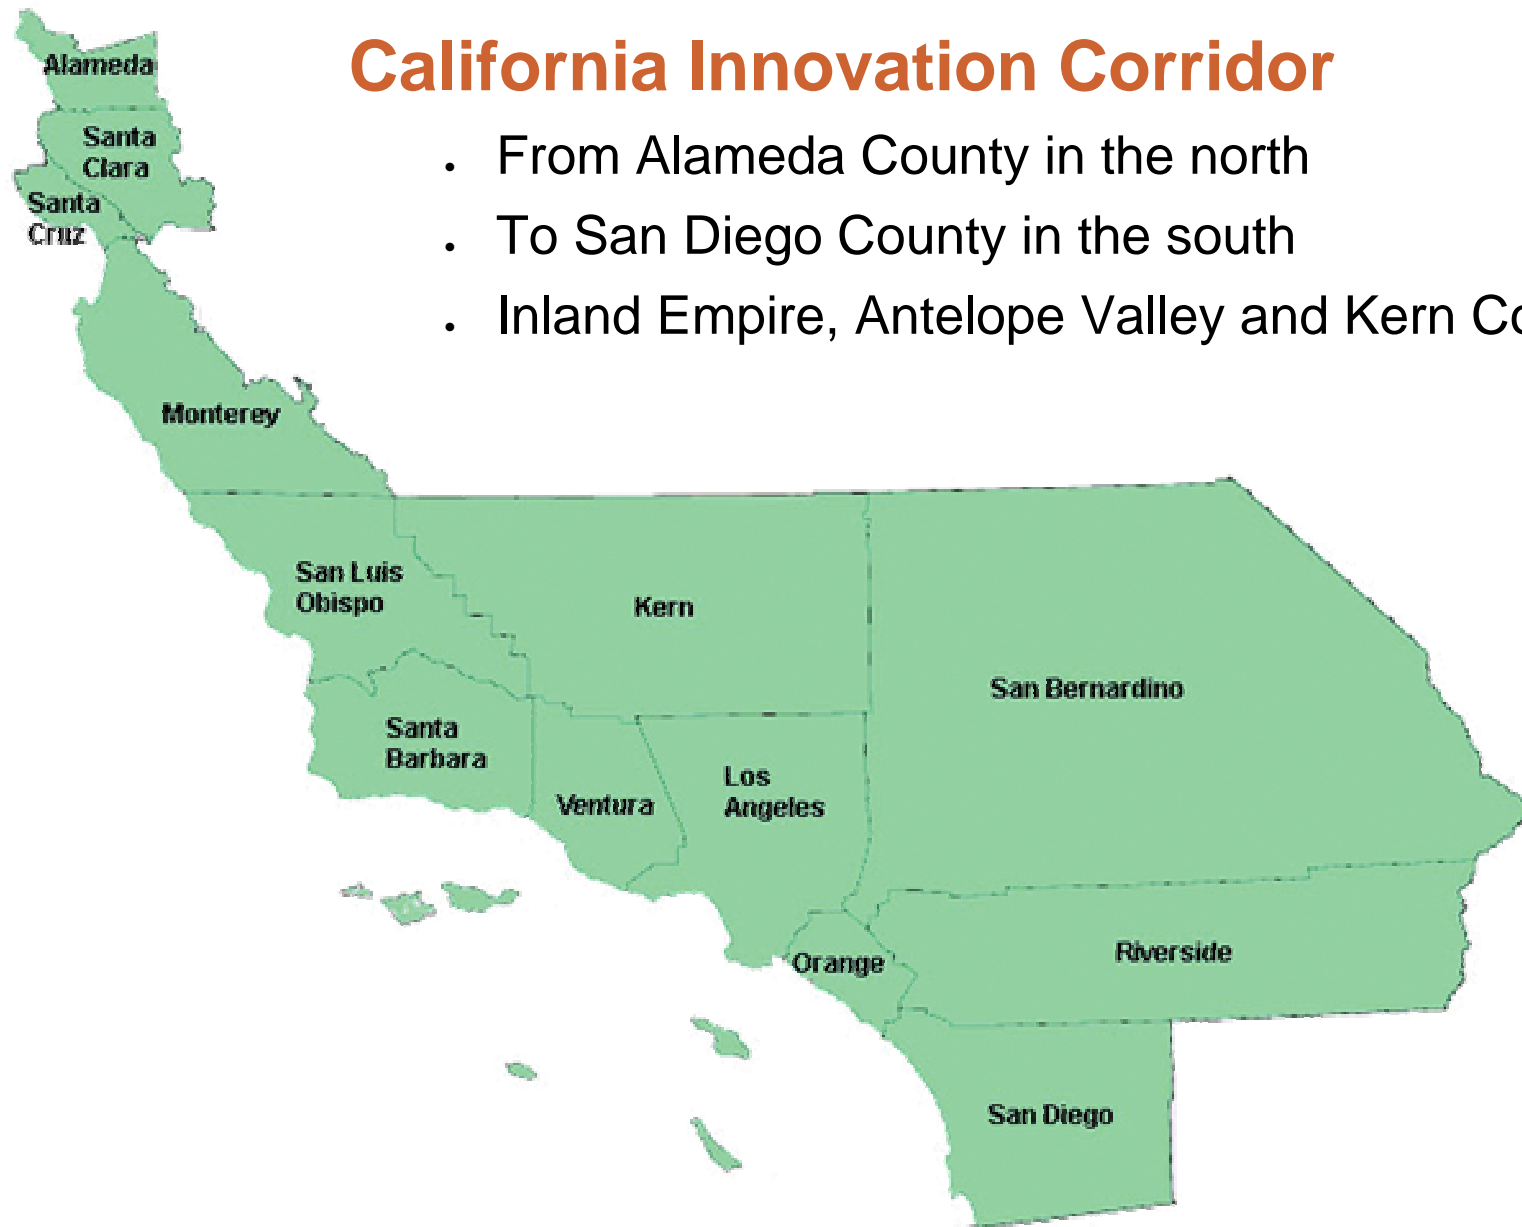 California Innovation Corridor
. From Alameda County in the north
. To San Diego County in the south
. Inland Empire, Antelope Valley and Kern
Alameda
Santa
Clara
Santa
Cruz
Monterey
San Luis
Obispo
Kern
San Bernardino
Santa
Barbara
Ventura
Los
Angeles
Orange
Riverside
San Diego